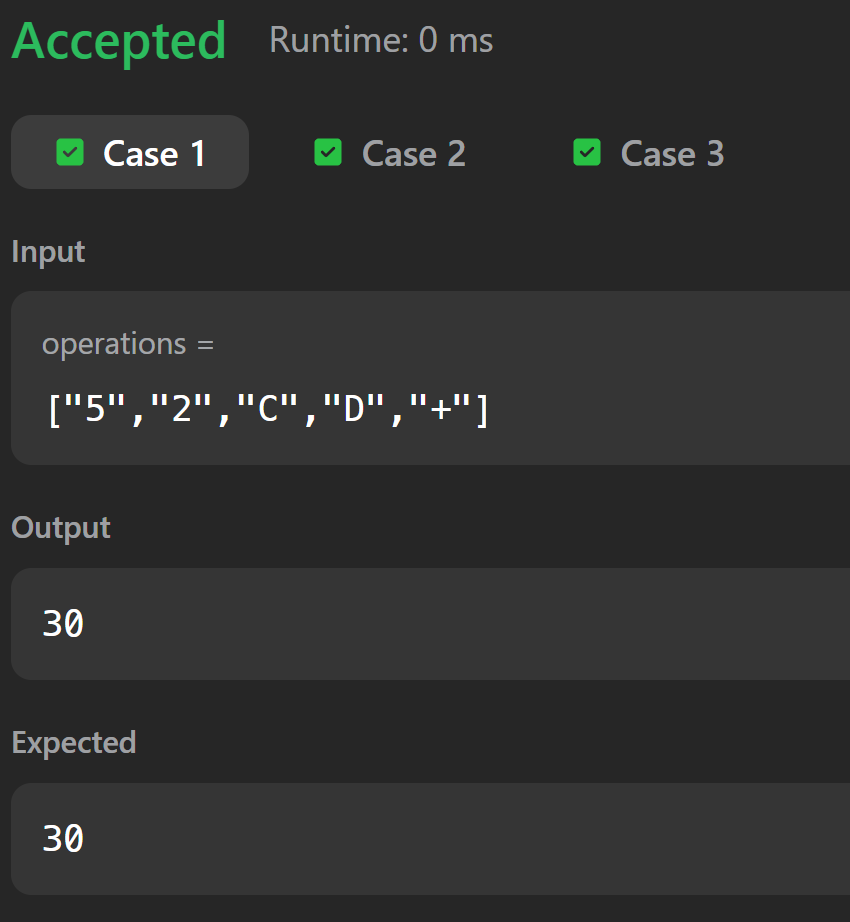 Accepted Runtime: 0 ms
Case 1 Case 2 Case 3
Input
operations =
["5","2","C","D","+"]
Output
30
Expected
30